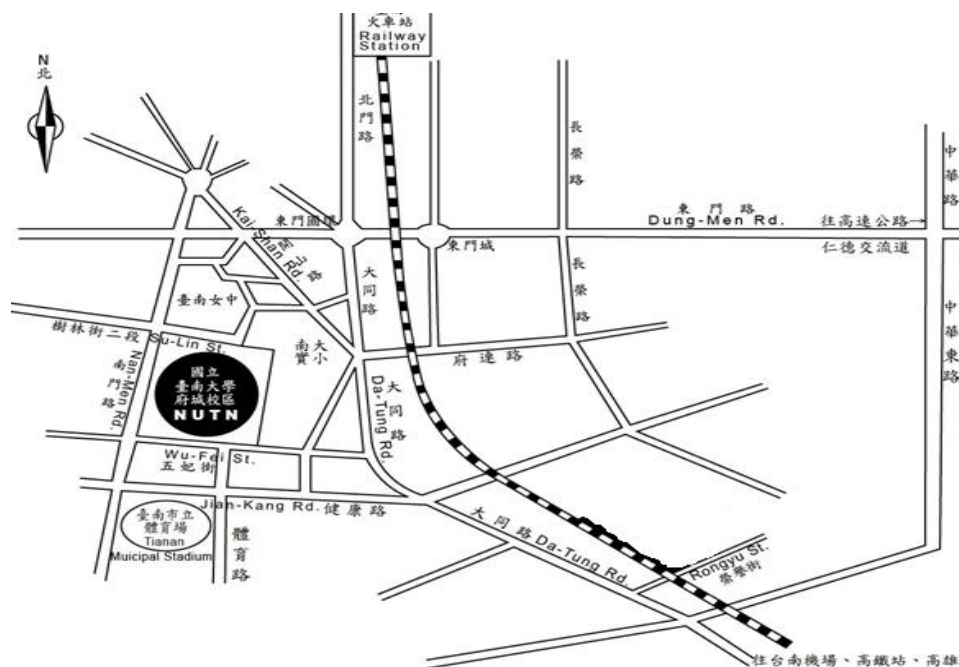 火車站
Railway
Station
N
北
北
門
路
長
榮
路
中
華
路
東門路
Dung-Men Rd.
往高速公路→
仁德交流道
東門圓環
東門城
Kai-Shan Rd.
大
同
路
長
榮
路
中
華
東
路
臺南女中
樹林街二段
Su-Lin St.
南大
實小
府連路
國立
臺南大學
府城校區
NUTN
Nan-Men Rd.
南
門
路
大
同
路
Da-Tung Rd.
Wu-Fei St.
五妃街
Jian-Kang Rd. 健康路
臺南市立
體育場
Tianan
Muicipal Stadium
體
育
路
大同路 Da-Tung Rd.
Rongyu St.
榮譽街
往台南機場、高鐵站、高雄